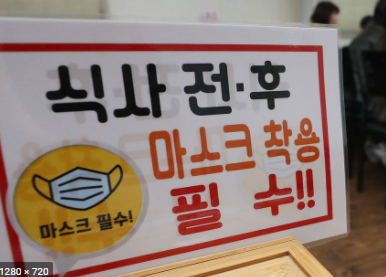 식사 전·후
마스크 착용
필 수!!
마스크 필수!
1280 × 720